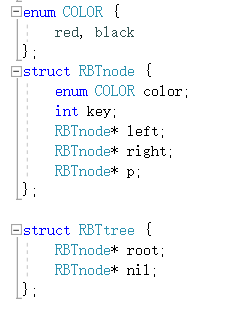 enum COLOR {
red, black
};
struct RBTnode {
enum COLOR color;
int key;
RBTnode* left;
RBTnode* right;
RBTnode* p;
};
struct RBTtree {
RBTnode* root;
RBTnode* nil;
};